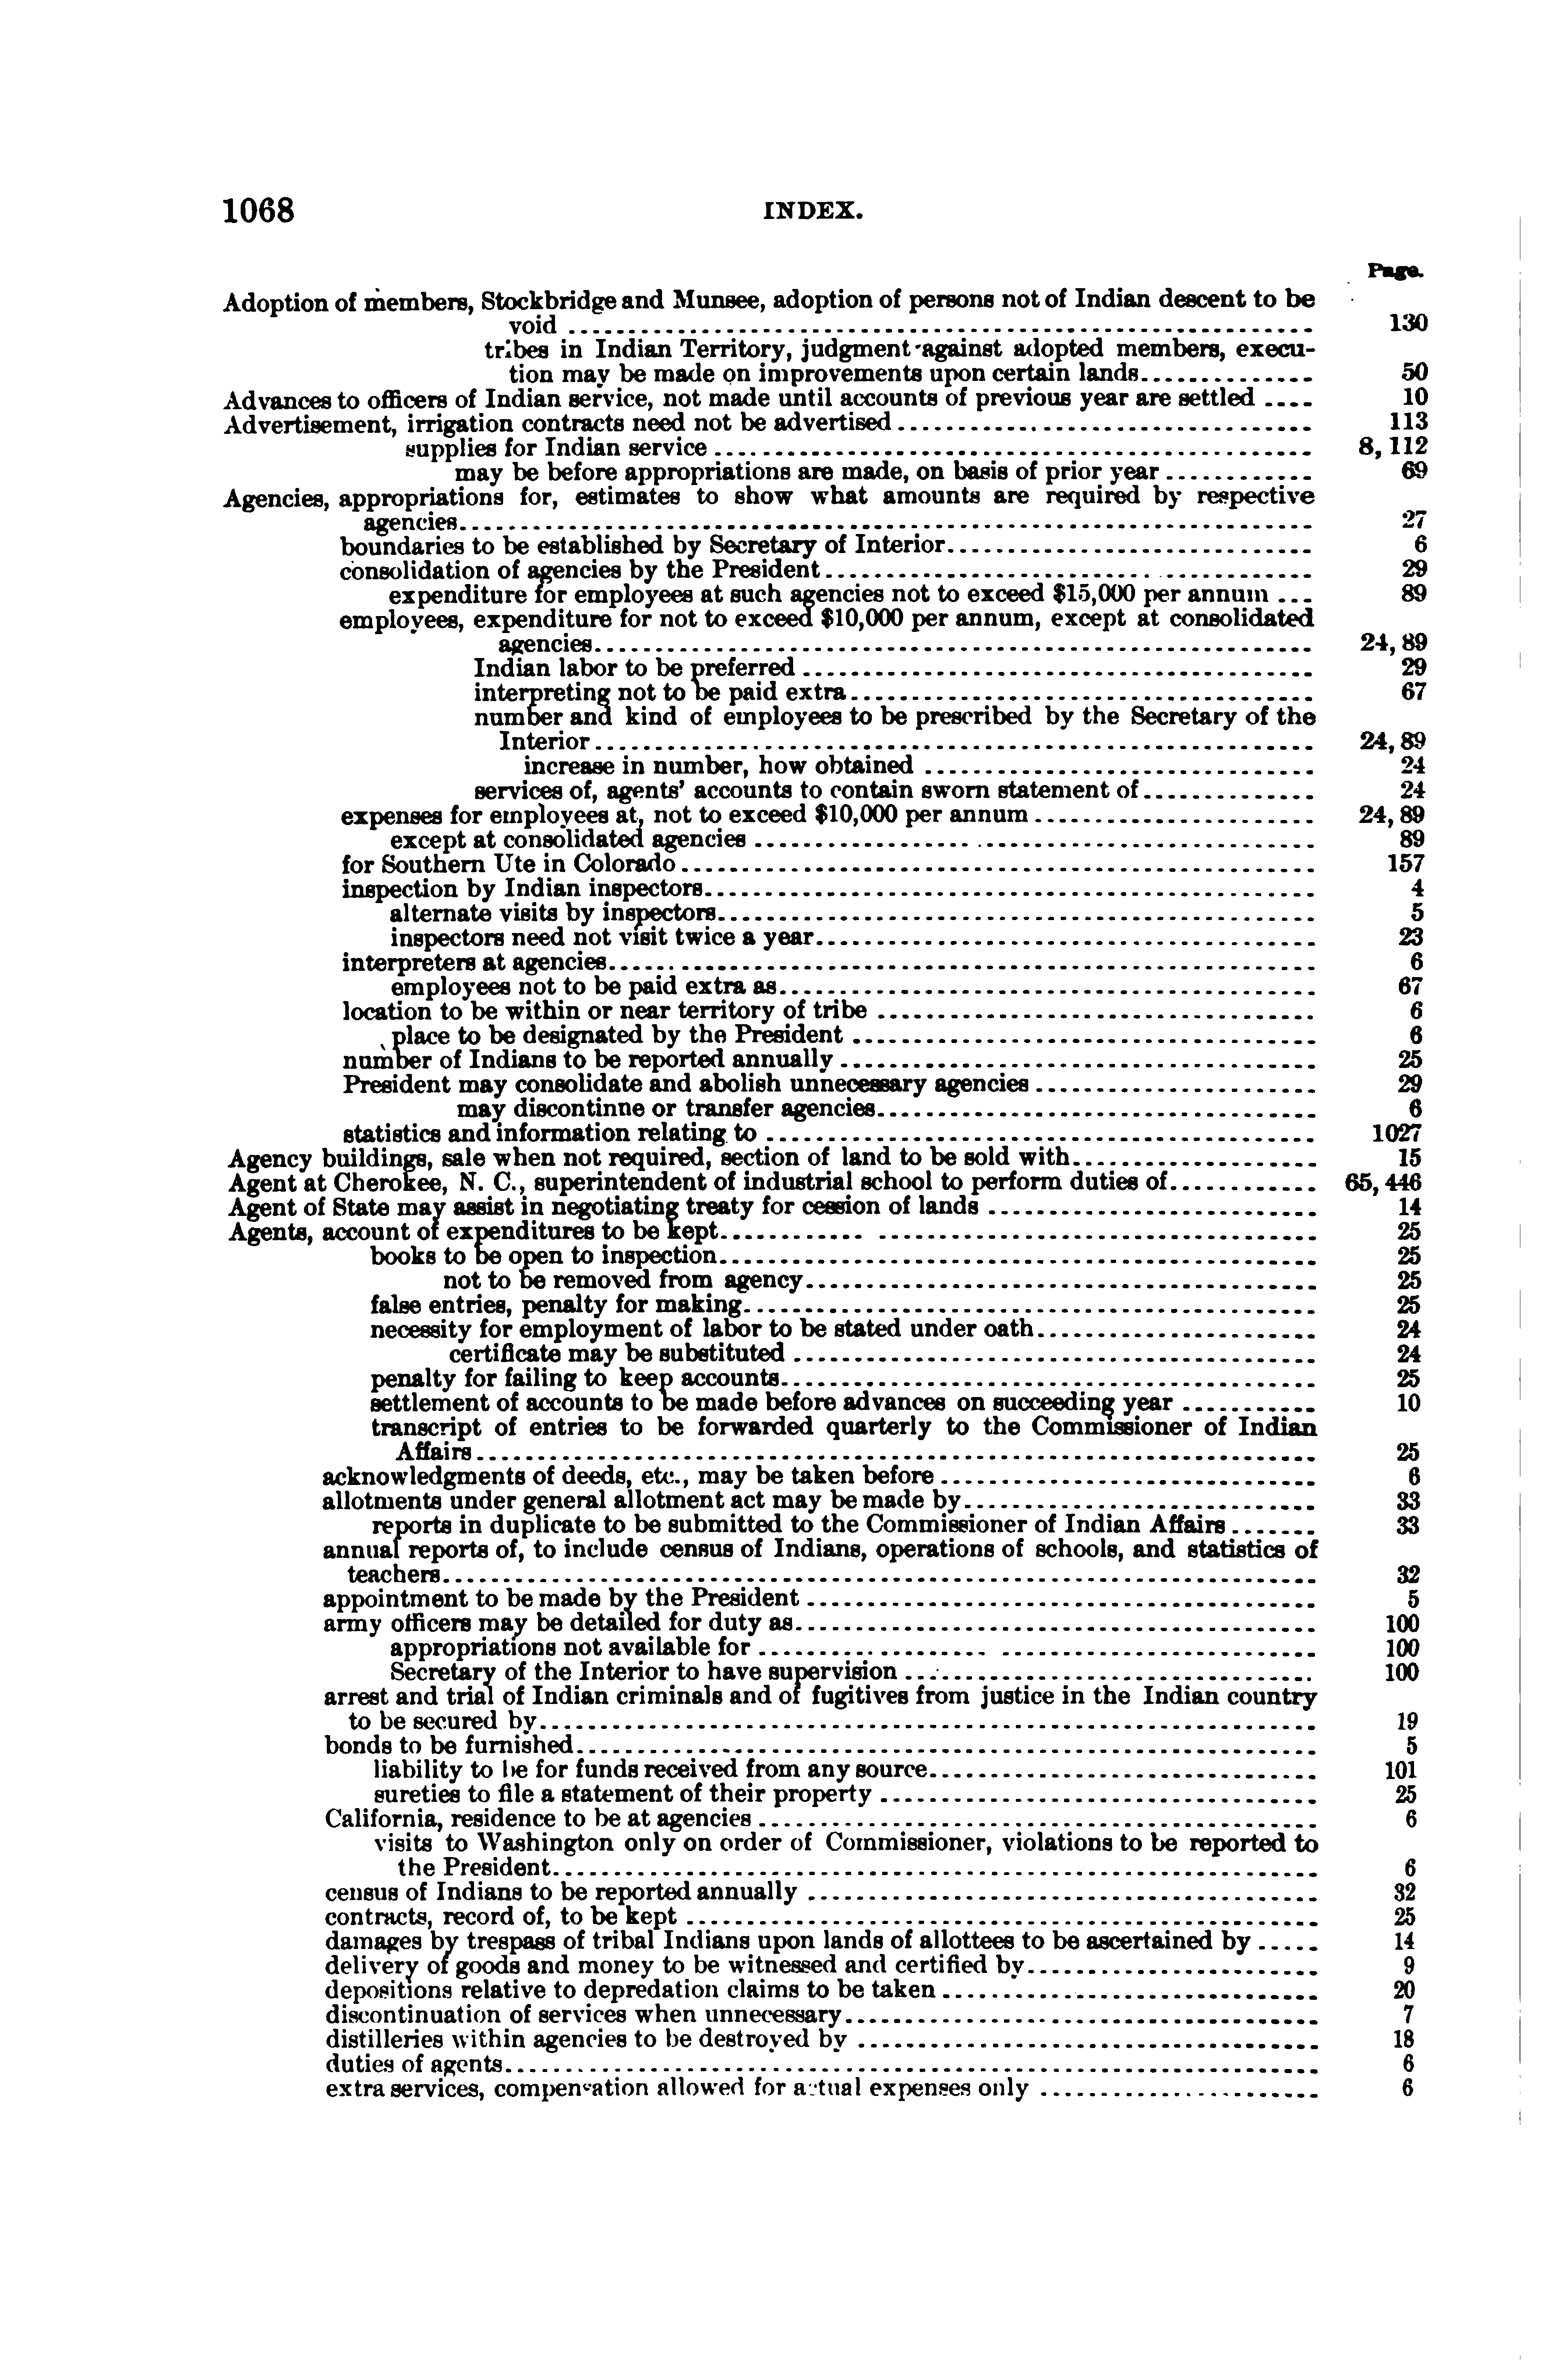 1068 INDEX.
Page.
Adoption of members, Stockbridge and Munsee, adoption of persons not of Indian descent to be
void .......... 130
tribes in Indian Territory, judgment against adopted members, execu-
tion may be made on improvements upon certain lands .......... 50
Advances to officers of Indian service, not made until accounts of previous year are settled .... 10
Advertisement, irrigation contracts need not be advertised .......... 113
supplies for Indian service .......... 8, 112
may be before appropriations are made, on basis of prior year .......... 69
Agencies, appropriations for, estimates to show what amounts are required by respective
agencies .......... 27
boundaries to be established by Secretary of Interior .......... 6
consolidation of agencies by the President .......... 29
expenditure for employees at such agencies not to exceed $15,000 per annum ... 89
employees, expenditure for not to exceed $10,000 per annum, except at consolidated
agencies .......... 24, 89
Indian labor to be preferred .......... 29
interpreting not to be paid extra .......... 67
number and kind of employees to be prescribed by the Secretary of the
Interior .......... 24, 89
increase in number, how obtained .......... 24
services of, agents' accounts to contain sworn statement of .......... 24
expenses for employees at, not to exceed $10,000 per annum .......... 24, 89
except at consolidated agencies .......... 89
for Southern Ute in Colorado .......... 157
inspection by Indian inspectors .......... 4
alternate visits by inspectors .......... 5
inspectors need not visit twice a year .......... 23
interpreters at agencies .......... 6
employees not to be paid extra as .......... 67
location to be within or near territory of tribe .......... 6
place to be designated by the President .......... 6
number of Indians to be reported annually .......... 25
President may consolidate and abolish unnecessary agencies .......... 29
may discontinue or transfer agencies .......... 6
statistics and information relating to .......... 1027
Agency buildings, sale when not required, section of land to be sold with .......... 15
Agent at Cherokee, N. C., superintendent of industrial school to perform duties of .......... 65, 446
Agent of State may assist in negotiating treaty for cession of lands .......... 14
Agents, account of expenditures to be kept .......... 25
books to be open to inspection .......... 25
not to be removed from agency .......... 25
false entries, penalty for making .......... 25
necessity for employment of labor to be stated under oath .......... 24
certificate may be substituted .......... 24
penalty for failing to keep accounts .......... 25
settlement of accounts to be made before advances on succeeding year .......... 10
transcript of entries to be forwarded quarterly to the Commissioner of Indian
Affairs .......... 25
acknowledgments of deeds, etc., may be taken before .......... 6
allotments under general allotment act may be made by .......... 33
reports in duplicate to be submitted to the Commissioner of Indian Affairs ....... 33
annual reports of, to include census of Indians, operations of schools, and statistics of
teachers .......... 32
appointment to be made by the President .......... 5
army officers may be detailed for duty as .......... 100
appropriations not available for .......... 100
Secretary of the Interior to have supervision .......... 100
arrest and trial of Indian criminals and of fugitives from justice in the Indian country
to be secured by .......... 19
bonds to be furnished .......... 5
liability to be for funds received from any source .......... 101
sureties to file a statement of their property .......... 25
California, residence to be at agencies .......... 6
visits to Washington only on order of Commissioner, violations to be reported to
the President .......... 6
census of Indians to be reported annually .......... 32
contracts, record of, to be kept .......... 25
damages by trespass of tribal Indians upon lands of allottees to be ascertained by ..... 14
delivery of goods and money to be witnessed and certified by .......... 9
depositions relative to depredation claims to be taken .......... 20
discontinuation of services when unnecessary .......... 7
distilleries within agencies to be destroyed by .......... 18
duties of agents .......... 6
extra services, compensation allowed for actual expenses only .......... 6